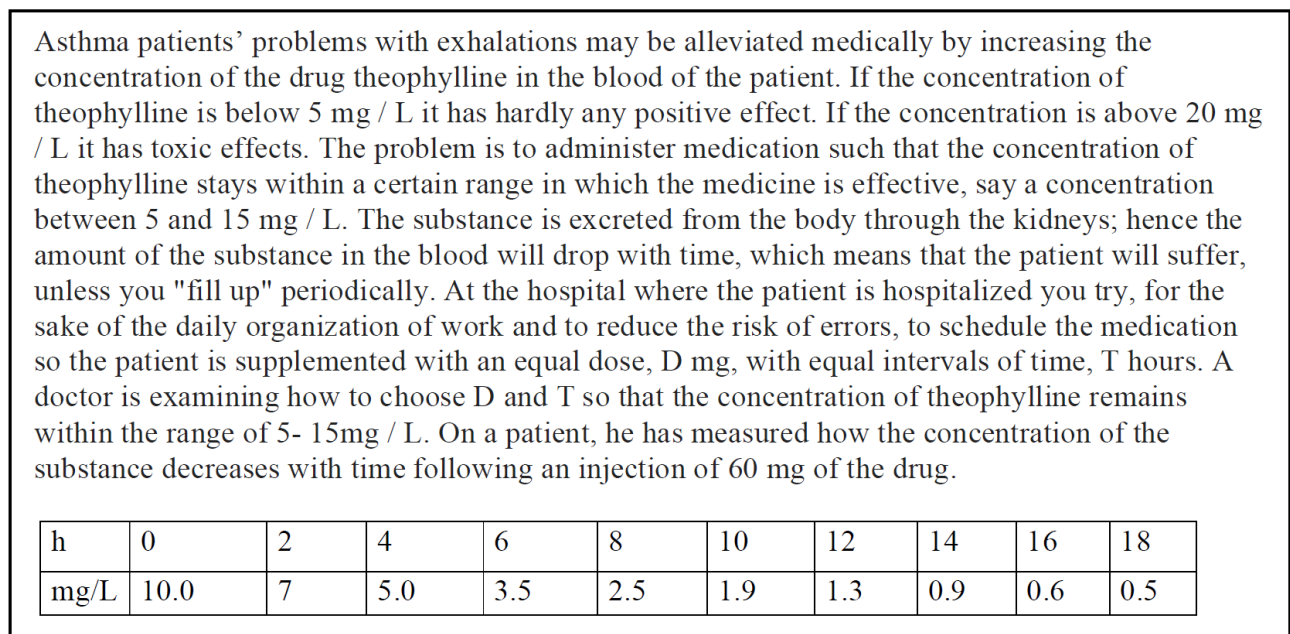 Asthma patients’ problems with exhalations may be alleviated medically by increasing the
concentration of the drug theophylline in the blood of the patient. If the concentration of
theophylline is below 5 mg / L it has hardly any positive effect. If the concentration is above 20 mg
/ L it has toxic effects. The problem is to administer medication such that the concentration of
theophylline stays within a certain range in which the medicine is effective, say a concentration
between 5 and 15 mg / L. The substance is excreted from the body through the kidneys; hence the
amount of the substance in the blood will drop with time, which means that the patient will suffer,
unless you "fill up" periodically. At the hospital where the patient is hospitalized you try, for the
sake of the daily organization of work and to reduce the risk of errors, to schedule the medication
so the patient is supplemented with an equal dose, D mg, with equal intervals of time, T hours. A
doctor is examining how to choose D and T so that the concentration of theophylline remains
within the range of 5- 15mg / L. On a patient, he has measured how the concentration of the
substance decreases with time following an injection of 60 mg of the drug.
h 0 2 4 6 8 10 12 14 16 18
mg/L 10.0 7 5.0 3.5 2.5 1.9 1.3 0.9 0.6 0.5